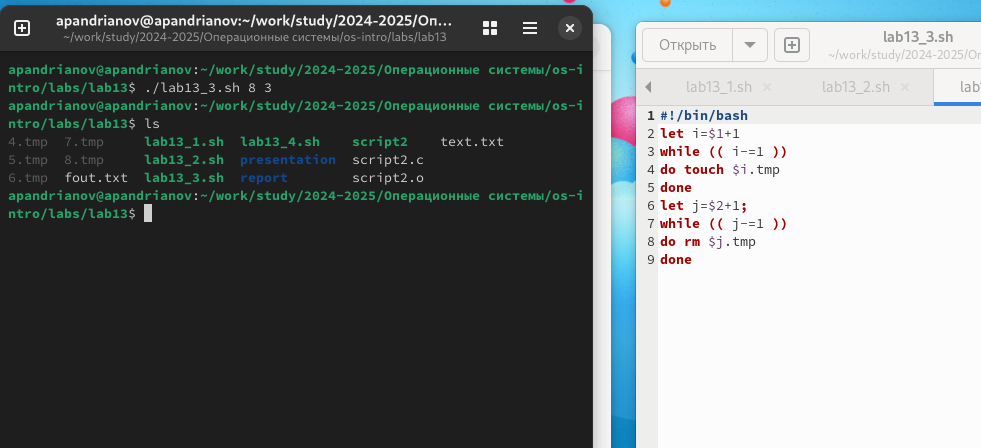 apandrianov@apandrianov:~/work/study/2024-2025/Оп...
~/work/study/2024-2025/Операционные системы/os-intro/labs/lab13
apandrianov@apandrianov:~/work/study/2024-2025/Операционные системы/os-i
ntro/labs/lab13$ ./lab13_3.sh 8 3
apandrianov@apandrianov:~/work/study/2024-2025/Операционные системы/os-i
ntro/labs/lab13$ ls
4.tmp 7.tmp lab13_1.sh lab13_4.sh script2 text.txt
5.tmp 8.tmp lab13_2.sh presentation script2.c
6.tmp fout.txt lab13_3.sh report script2.o
apandrianov@apandrianov:~/work/study/2024-2025/Операционные системы/os-i
ntro/labs/lab13$
Открыть
lab13_3.sh
~/work/study/2024-2025/О
lab13_1.sh lab13_2.sh lab
1 #!/bin/bash
2 let i=$1+1
3 while (( i-=1 ))
4 do touch $i.tmp
5 done
6 let j=$2+1;
7 while (( j-=1 ))
8 do rm $j.tmp
9 done